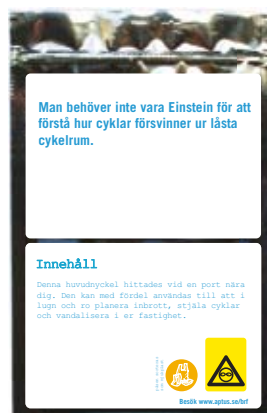 Man behöver inte vara Einstein för att
förstå hur cyklar försvinner ur låsta
cykelrum.
Innehåll
Denna huvudnyckel hittades vid en port nära
dig. Den kan med fördel användas till att i
lugn och ro planera inbrott, stjäla cyklar
och vandalisera i er fastighet.
Besök www.aptus.se/brf